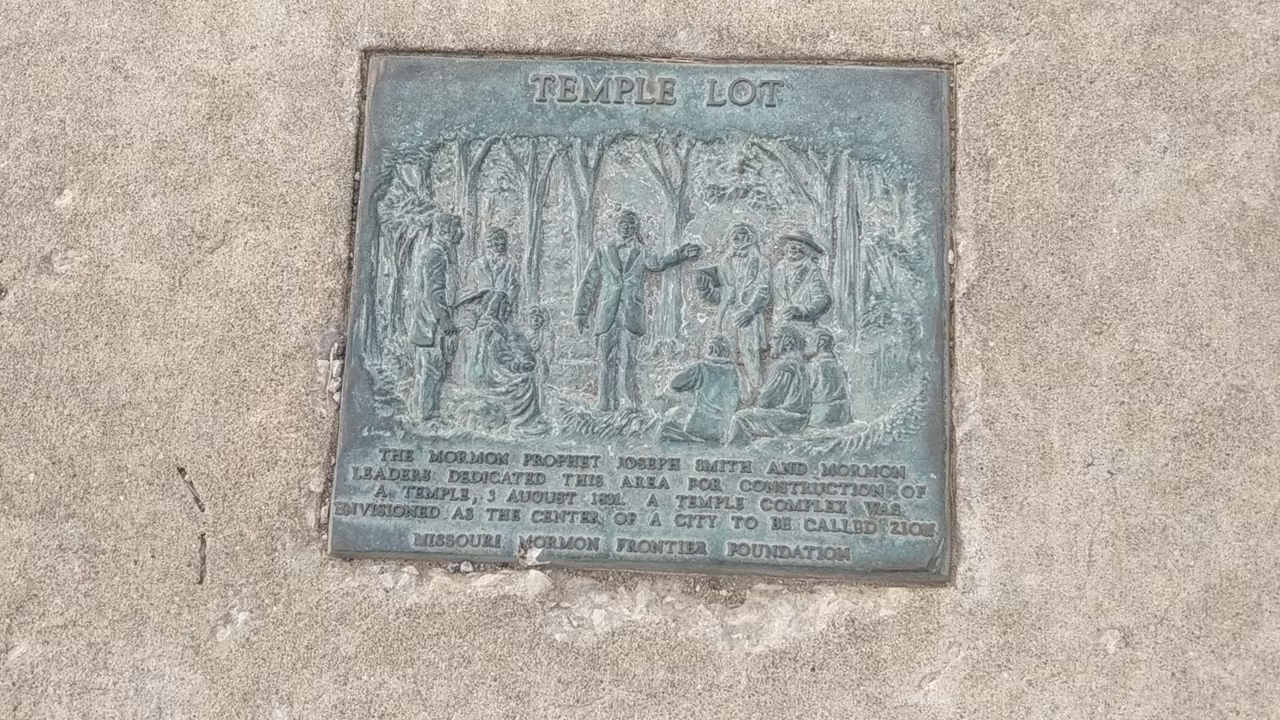 TEMPLE LOT
THE MORMON PROPHET JOSEPH SMITH AND MORMON
LEADERS DEDICATED THIS AREA FOR CONSTRUCTION OF
A TEMPLE, 3 AUGUST 1831. A TEMPLE COMPLEX WAS
ENVISIONED AS THE CENTER OF A CITY TO BE CALLED ZION
MISSOURI MORMON FRONTIER FOUNDATION